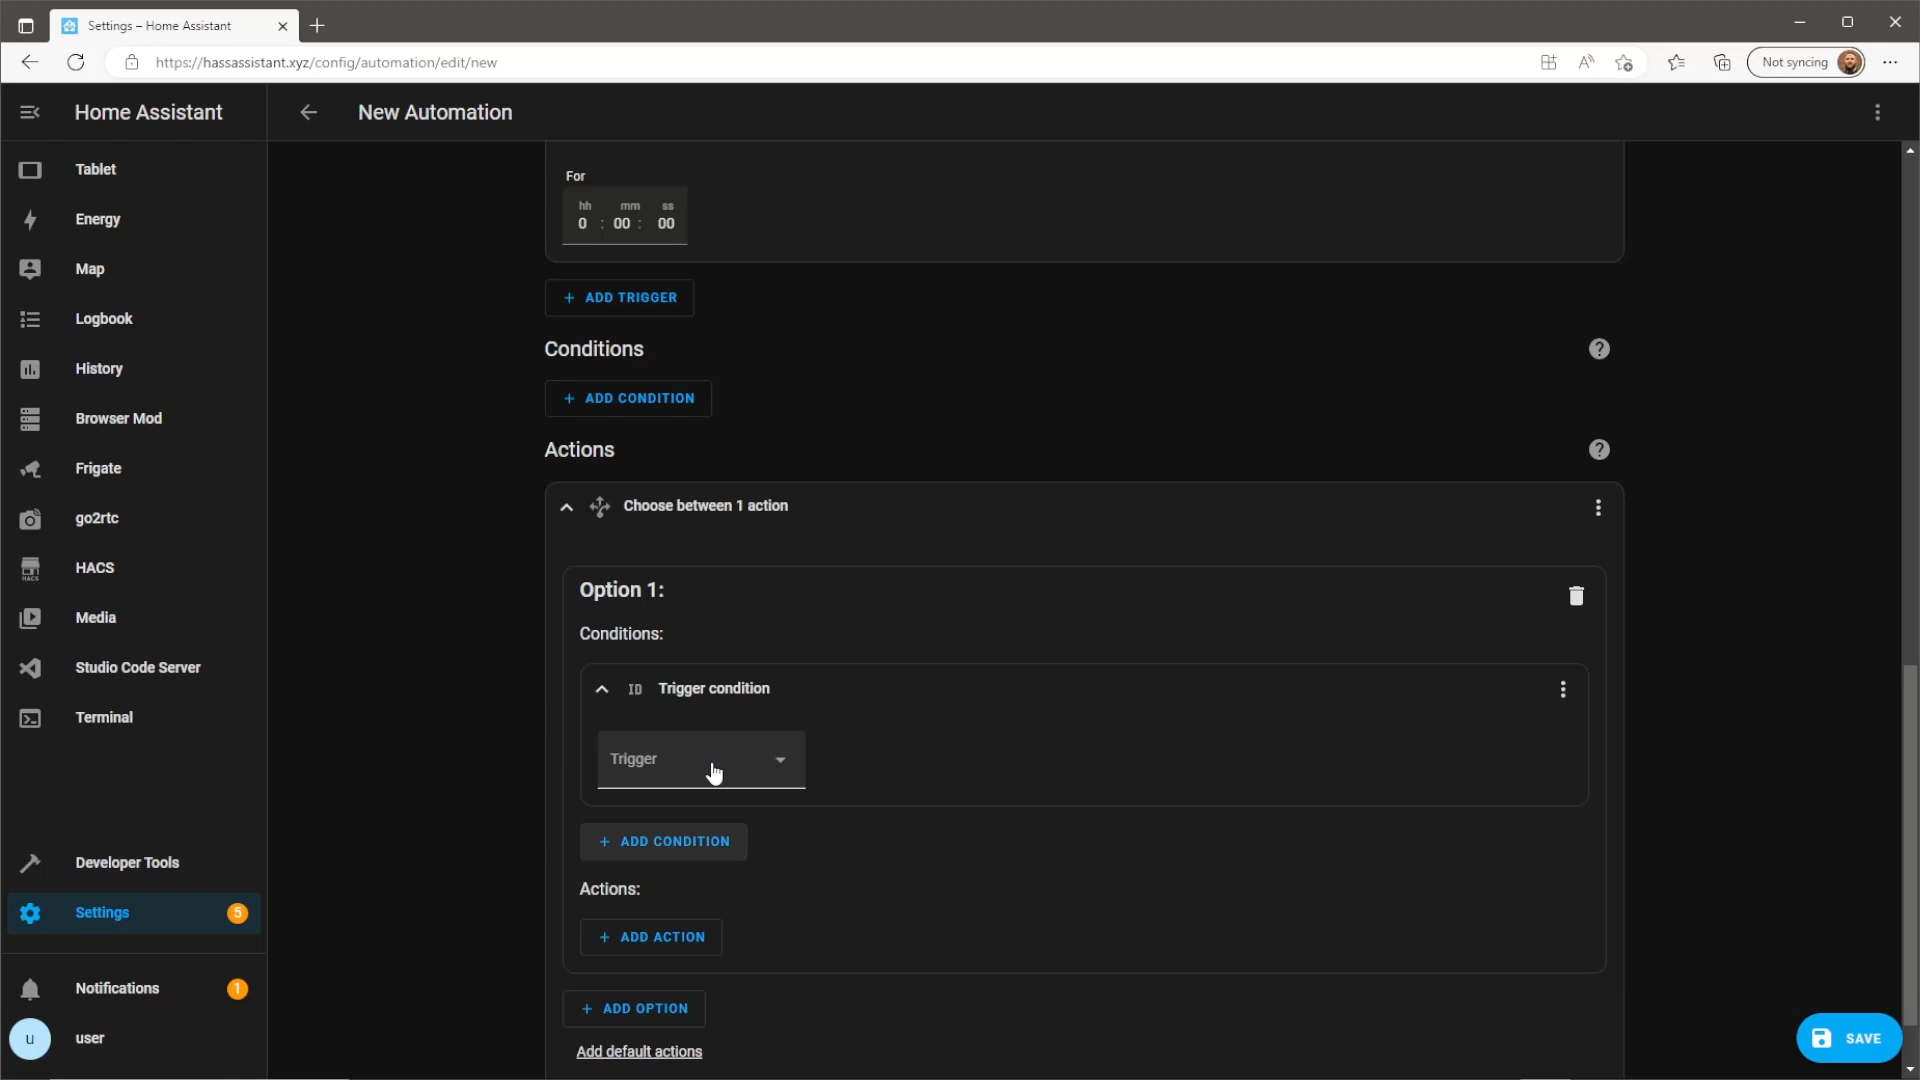 Settings – Home Assistant
https://hassassistant.xyz/config/automation/edit/new
Not syncing
Home Assistant
New Automation
Tablet
Energy
Map
Logbook
History
Browser Mod
Frigate
go2rtc
HACS
HACS
Media
Studio Code Server
Terminal
Developer Tools
Settings 5
Notifications 1
u user
For
hh mm ss
0 : 00 : 00
+ ADD TRIGGER
Conditions
+ ADD CONDITION
Actions
Choose between 1 action
Option 1:
Conditions:
ID Trigger condition
Trigger
+ ADD CONDITION
Actions:
+ ADD ACTION
+ ADD OPTION
Add default actions
SAVE